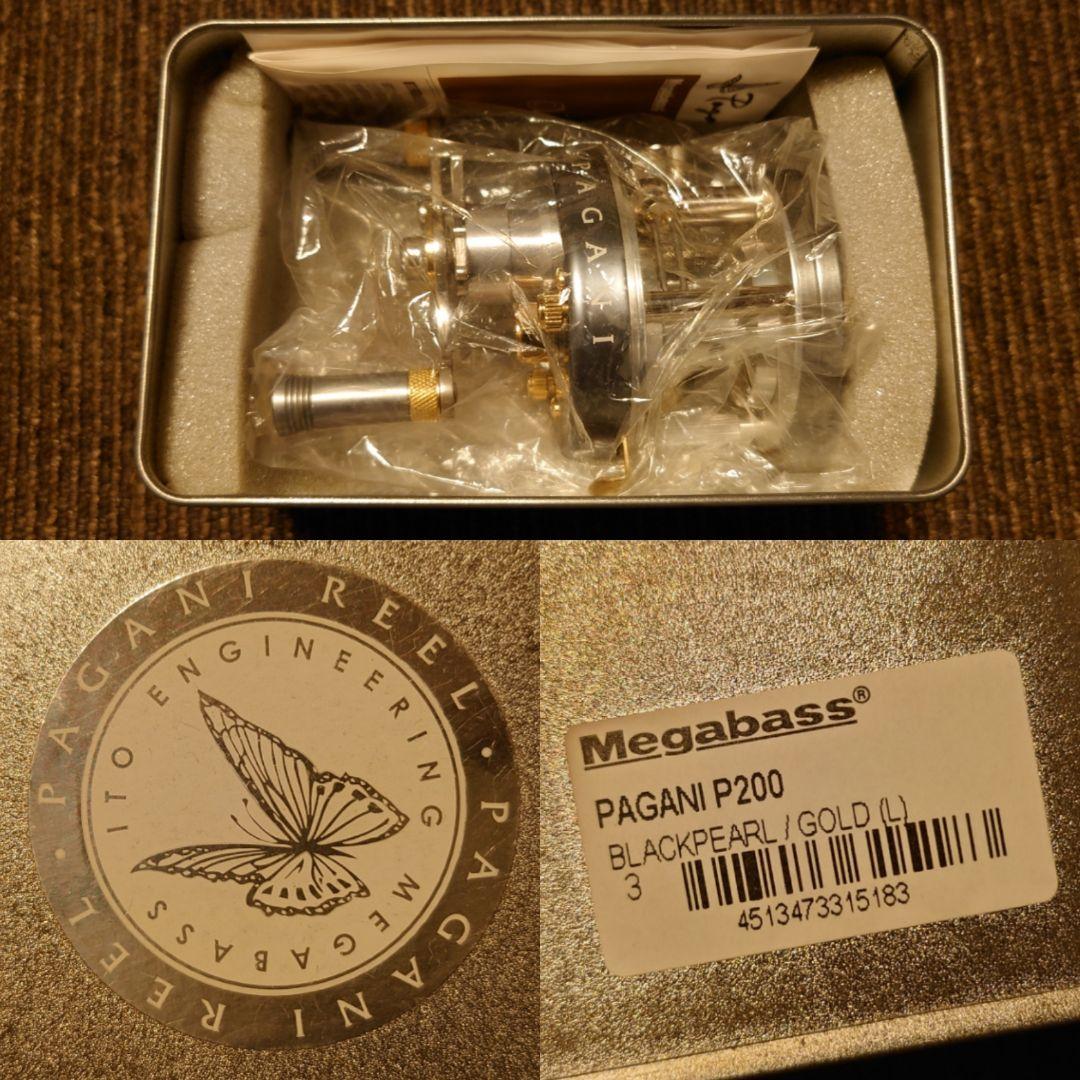 PAGANI
PAGANI REEL · PAGANI REEL ·
ITO ENGINEERING MEGABASS
Megabass®
PAGANI P200
BLACKPEARL / GOLD (L)
3
4513473315183